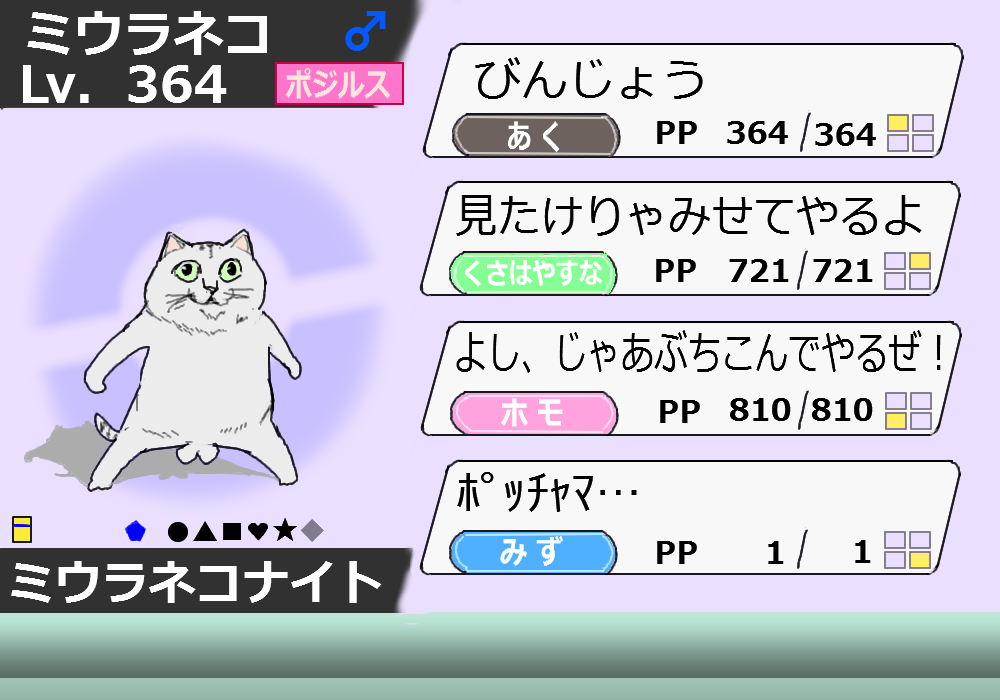 ミウラネコ ♂
Lv. 364 ポジルス
びんじょう
あく PP 364/364
見たけりゃみせてやるよ
くさはやすな PP 721/721
よし、じゃあぶちこんでやるぜ！
ホモ PP 810/810
ﾎﾟｯﾁｬﾏ…
みず PP 1/ 1
ミウラネコナイト